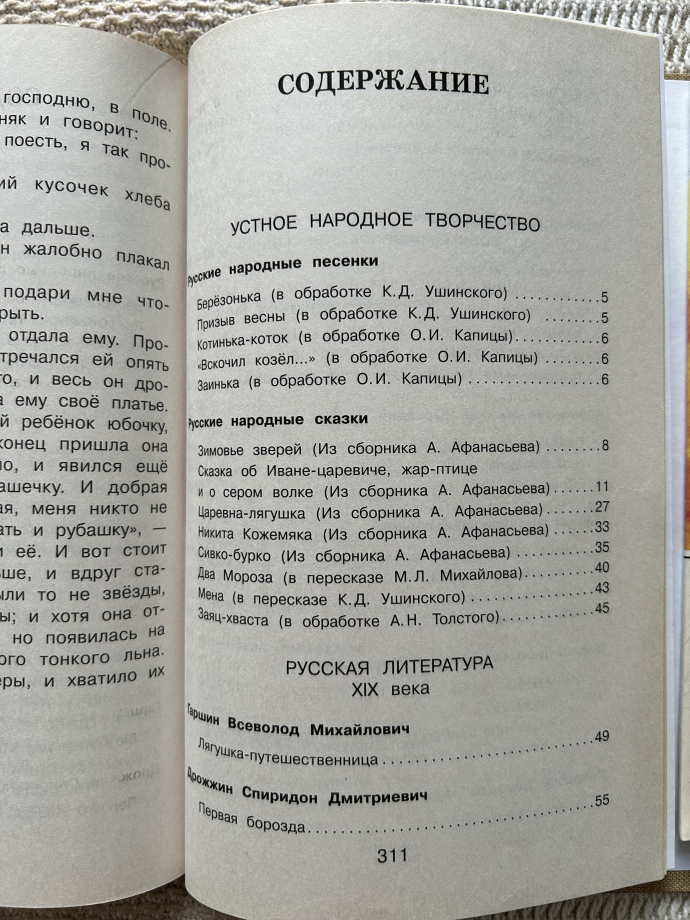 господню, в поле.
няк и говорит:
поесть, я так про-
ий кусочек хлеба
а дальше.
н жалобно плакал
подари мне что-
рыть.
отдала ему. Про-
тречался ей опять
го, и весь он дро-
а ему своё платье.
й ребёнок юбочку,
конец пришла она
но, и явился ещё
ашечку. И добрая
ая, меня никто не
ать и рубашку», —
и её. И вот стоит
ьше, и вдруг ста-
ыли то не звёзды,
ы; и хотя она от-
но появилась на
ого тонкого льна.
еры, и хватило их
СОДЕРЖАНИЕ
УСТНОЕ НАРОДНОЕ ТВОРЧЕСТВО
Русские народные песенки
Берёзонька (в обработке К.Д. Ушинского) ............5
Призыв весны (в обработке К.Д. Ушинского) ..........5
Котинька-коток (в обработке О.И. Капицы)............6
«Вскочил козёл...» (в обработке О.И. Капицы) ........6
Заинька (в обработке О.И. Капицы) .................6
Русские народные сказки
Зимовье зверей (Из сборника А. Афанасьева) ........8
Сказка об Иване-царевиче, жар-птице
и о сером волке (Из сборника А. Афанасьева) ......11
Царевна-лягушка (Из сборника А. Афанасьева) .......27
Никита Кожемяка (Из сборника А. Афанасьева) .......33
Сивко-бурко (Из сборника А. Афанасьева) ..........35
Два Мороза (в пересказе М.Л. Михайлова) ..........40
Мена (в пересказе К.Д. Ушинского) ................43
Заяц-хваста (в обработке А.Н. Толстого) ............45
РУССКАЯ ЛИТЕРАТУРА
XIX века
Гаршин Всеволод Михайлович
Лягушка-путешественница ..........................49
Дрожжин Спиридон Дмитриевич
Первая борозда....................................55
311